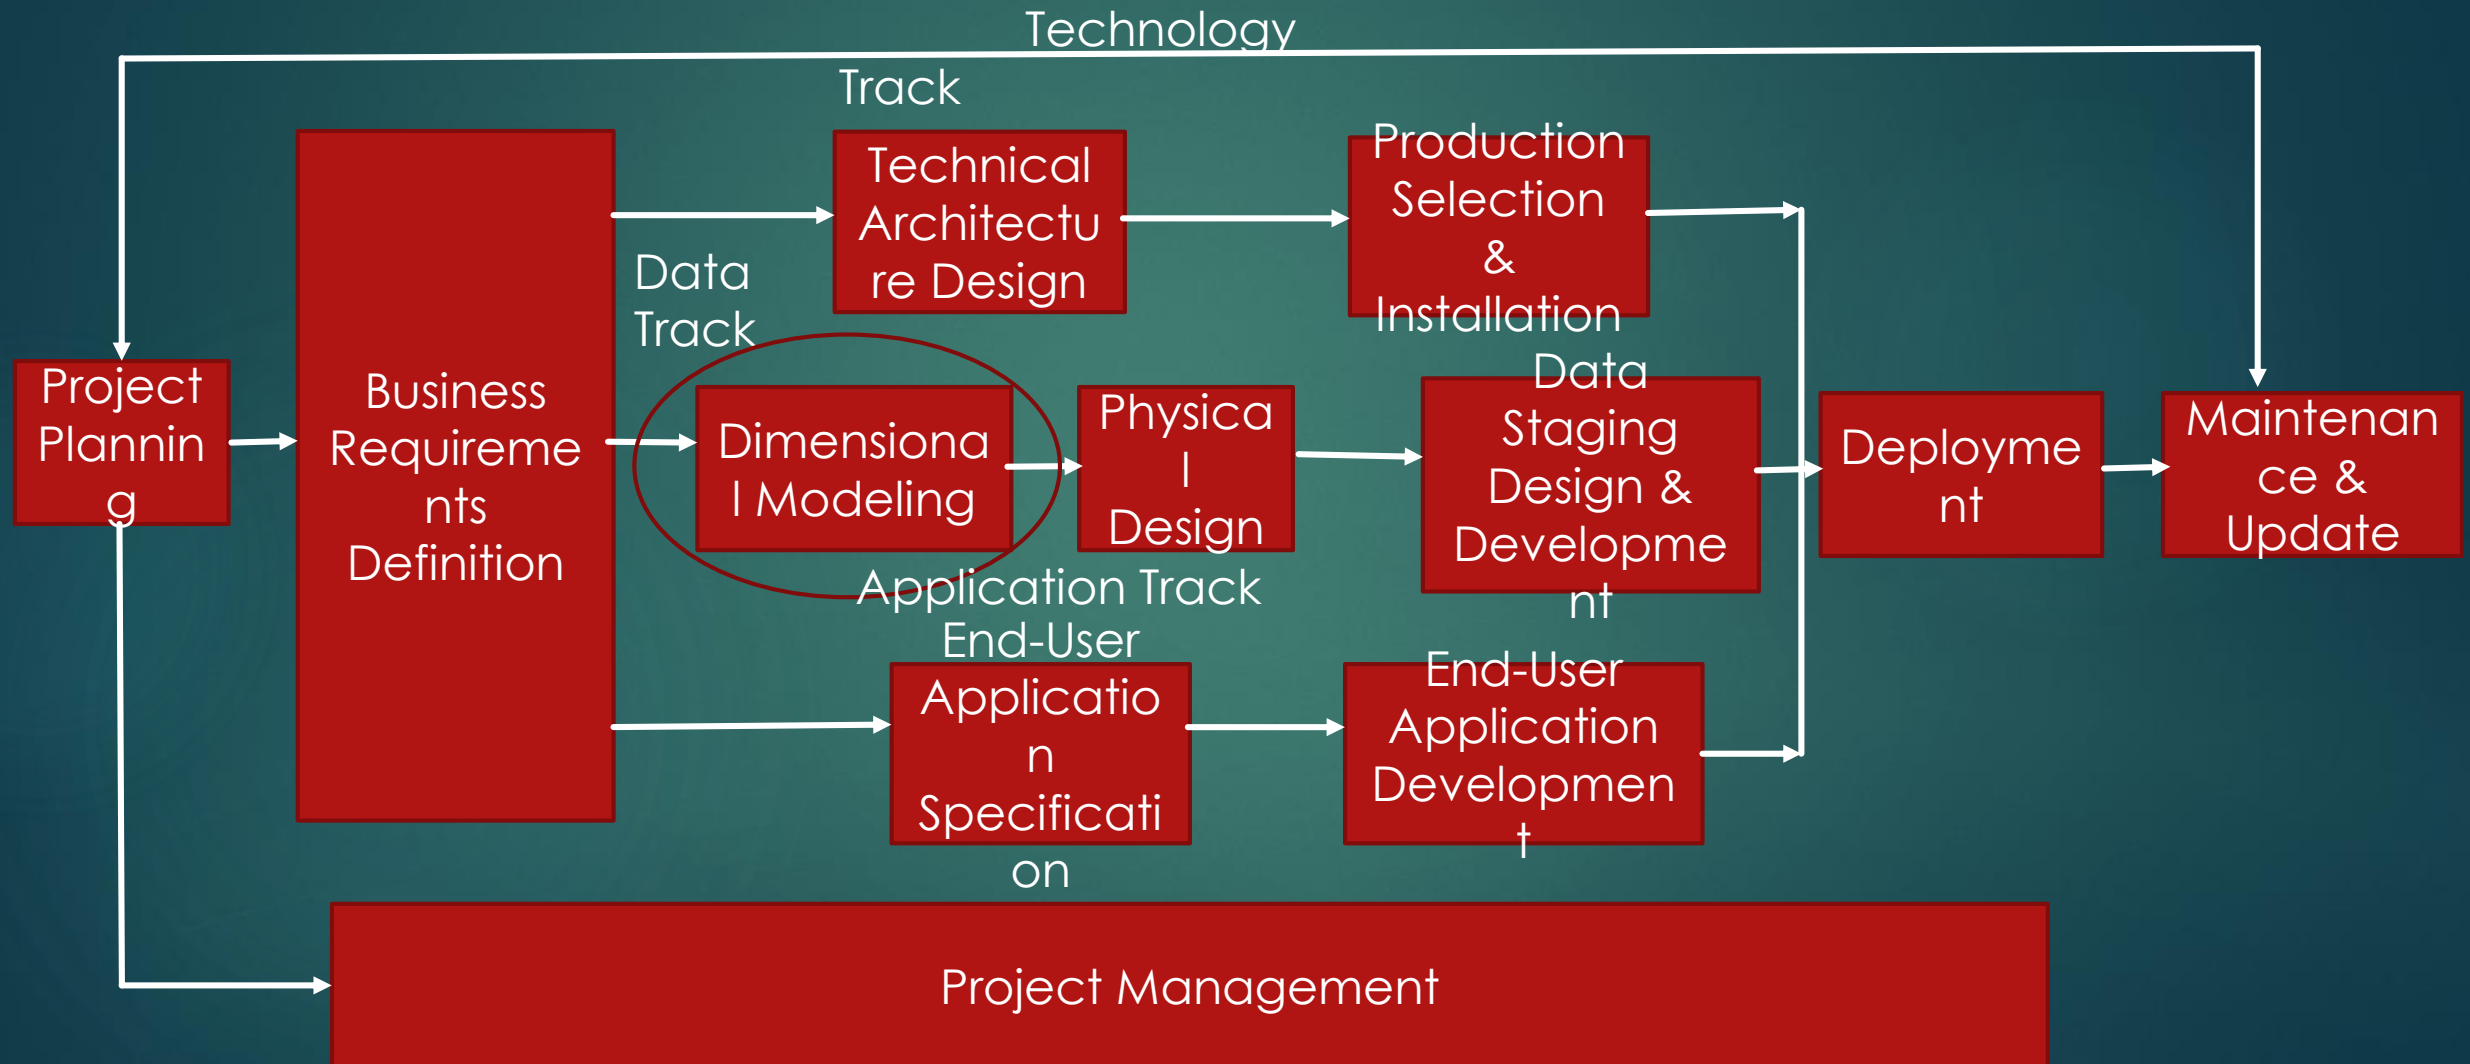 Technology
Track
Project
Plannin
g
Business
Requireme
nts
Definition
Technical
Architectu
re Design
Production
Selection
&
Installation
Data
Track
Dimensiona
l Modeling
Physica
l
Design
Data
Staging
Design &
Developme
nt
Deployme
nt
Maintenan
ce &
Update
Application Track
End-User
Applicatio
n
Specificati
on
End-User
Application
Developmen
t
Project Management